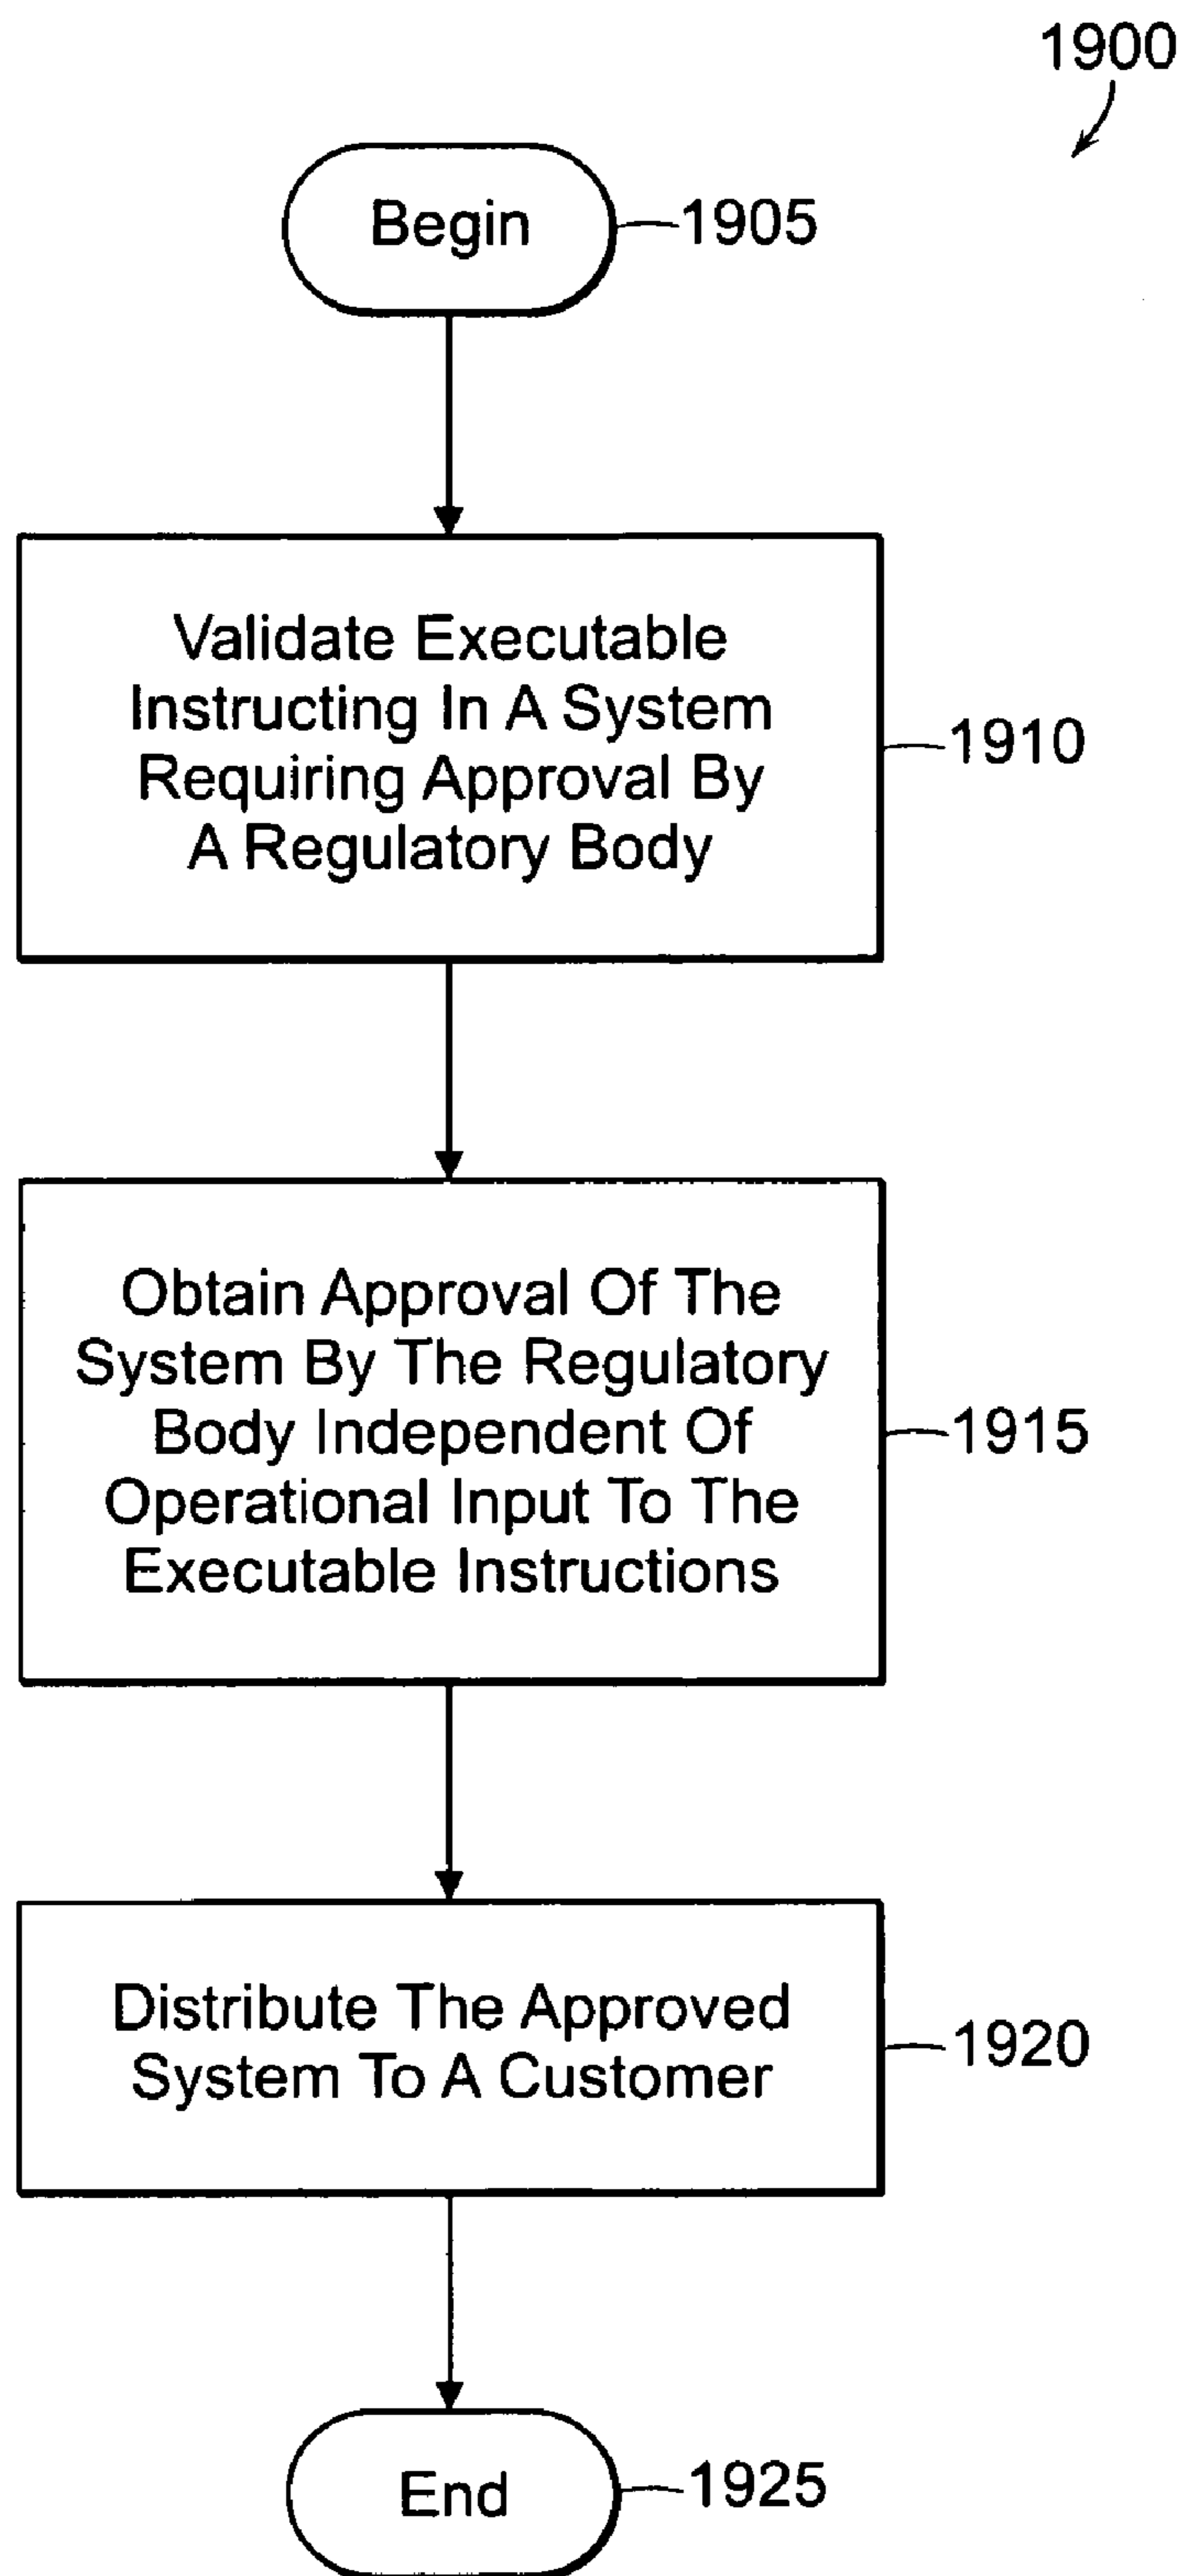 1900
Begin
1905
Validate Executable
Instructing In A System
Requiring Approval By
A Regulatory Body
1910
Obtain Approval Of The
System By The Regulatory
Body Independent Of
Operational Input To The
Executable Instructions
1915
Distribute The Approved
System To A Customer
1920
End
1925